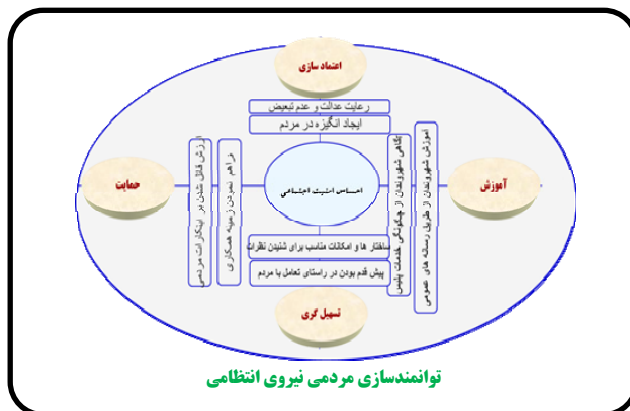 اعتماد سازی
رعایت عدالت و عدم تبعیض
ایجاد انگیزه در مردم
آموزش
آموزش شهروندان از طریق رسانه های عمومی
آگاهی شهروندان از چگونگی خدمات پلیس
احساس امنیت اجتماعی
فراهم نمودن زمینه همکاری
ارزش قائل شدن بر ابتکارات مردمی
حمایت
ساختار ها و امکانات مناسب برای شنیدن نظرات
پیش قدم بودن در راستای تعامل با مردم
تسهیل گری
توانمندسازی مردمی نیروی انتظامی